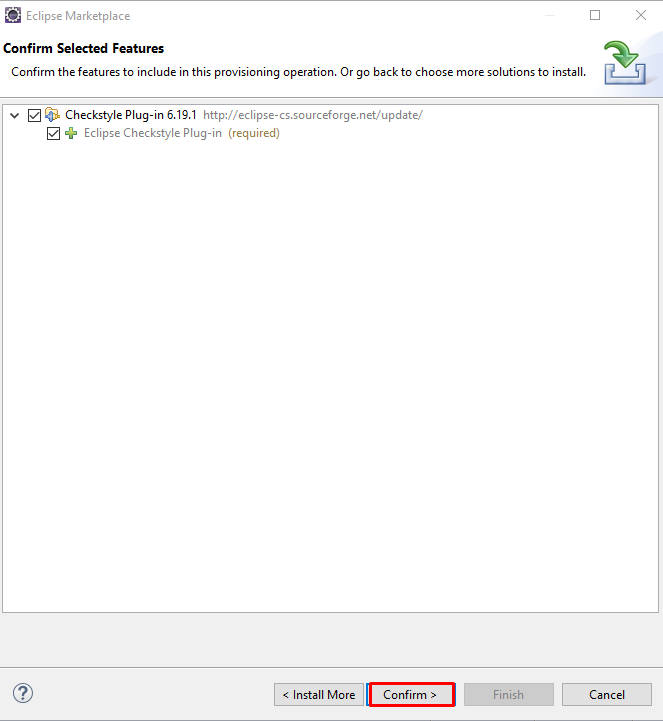 Eclipse Marketplace
Confirm Selected Features
Confirm the features to include in this provisioning operation. Or go back to choose more solutions to install.
Checkstyle Plug-in 6.19.1 http://eclipse-cs.sourceforge.net/update/
Eclipse Checkstyle Plug-in (required)
?
< Install More Confirm > Finish Cancel